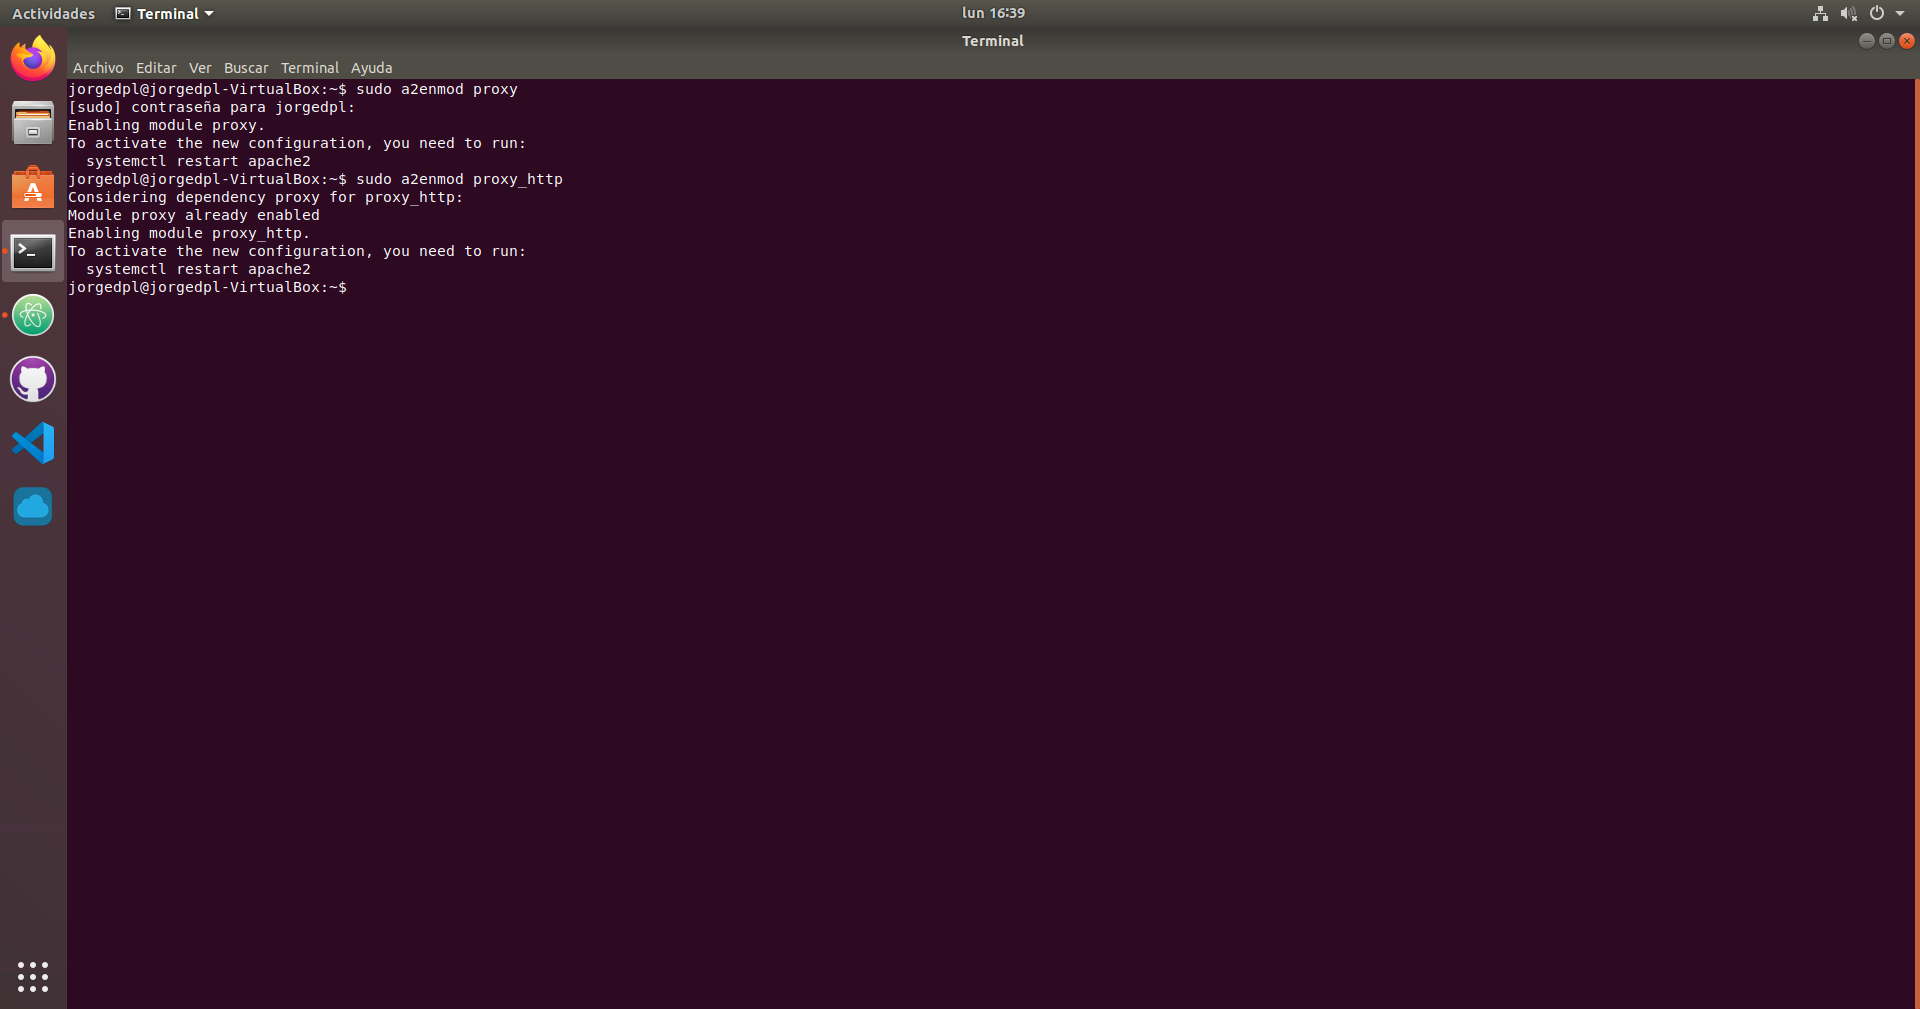 Actividades Terminal lun 16:39
Terminal
Archivo Editar Ver Buscar Terminal Ayuda
jorgedpl@jorgedpl-VirtualBox:~$ sudo a2enmod proxy
[sudo] contraseña para jorgedpl:
Enabling module proxy.
To activate the new configuration, you need to run:
  systemctl restart apache2
jorgedpl@jorgedpl-VirtualBox:~$ sudo a2enmod proxy_http
Considering dependency proxy for proxy_http:
Module proxy already enabled
Enabling module proxy_http.
To activate the new configuration, you need to run:
  systemctl restart apache2
jorgedpl@jorgedpl-VirtualBox:~$